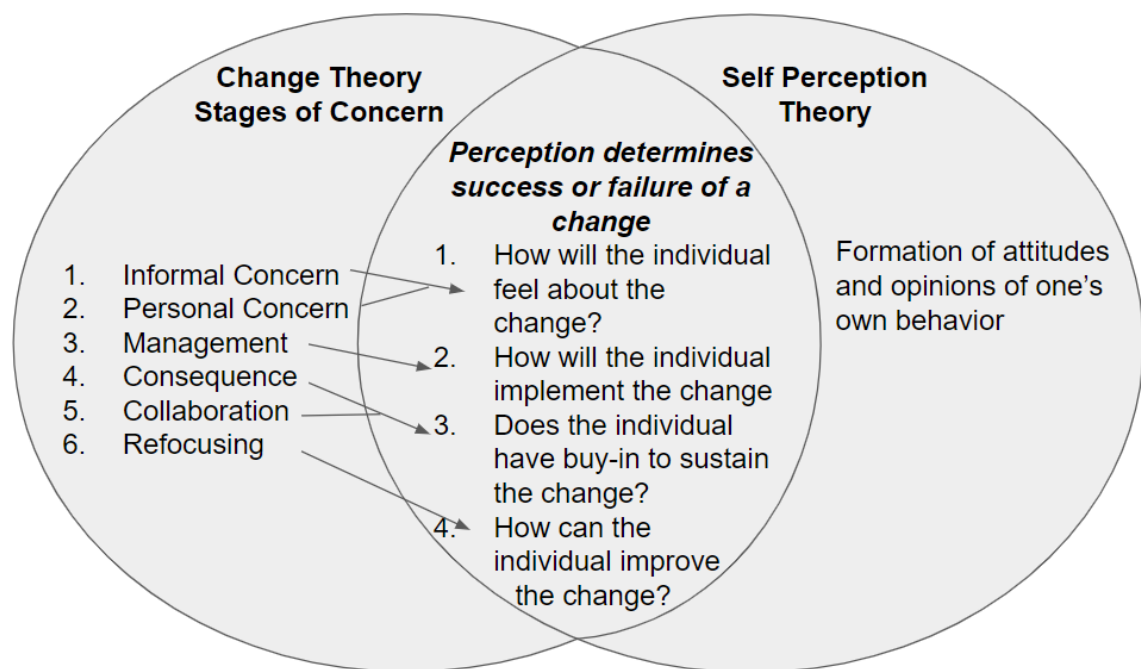 Change Theory
Stages of Concern
1. Informal Concern
2. Personal Concern
3. Management
4. Consequence
5. Collaboration
6. Refocusing
Perception determines
success or failure of a
change
1. How will the individual
feel about the
change?
2. How will the individual
implement the change
3. Does the individual
have buy-in to sustain
the change?
4. How can the
individual improve
the change?
Self Perception
Theory
Formation of attitudes
and opinions of one’s
own behavior